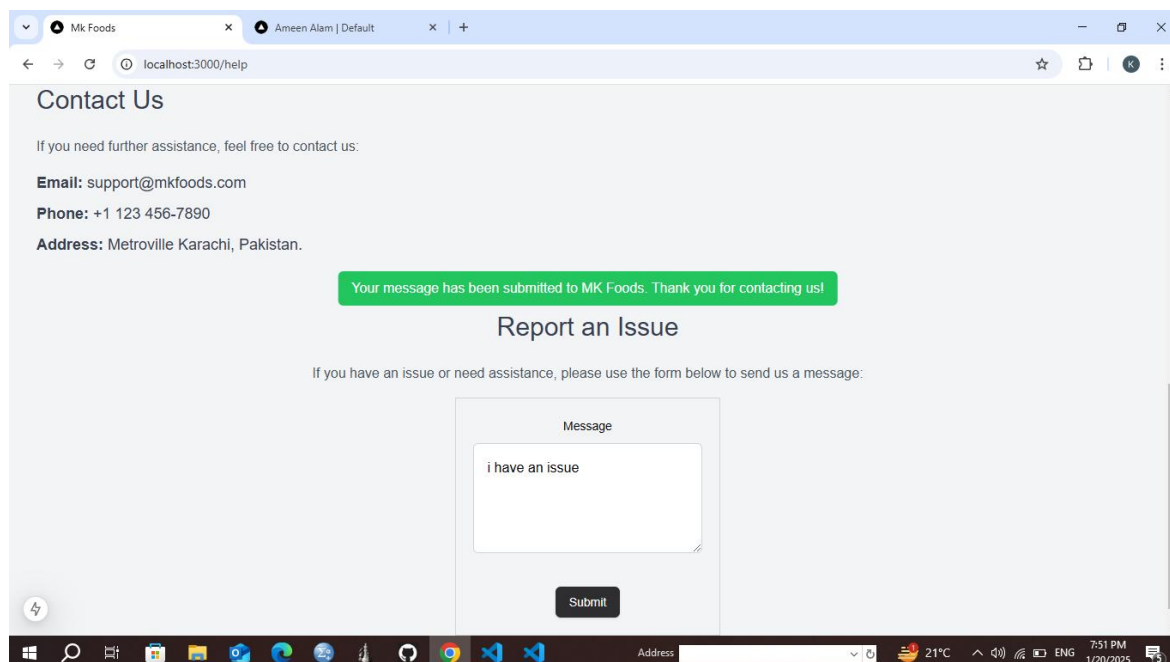 Mk Foods
Ameen Alam | Default
localhost:3000/help
K
Contact Us
If you need further assistance, feel free to contact us:
Email: support@mkfoods.com
Phone: +1 123 456-7890
Address: Metroville Karachi, Pakistan.
Your message has been submitted to MK Foods. Thank you for contacting us!
Report an Issue
If you have an issue or need assistance, please use the form below to send us a message:
Message
i have an issue
Submit
Address
21°C
ENG
7:51 PM
1/20/2025
5